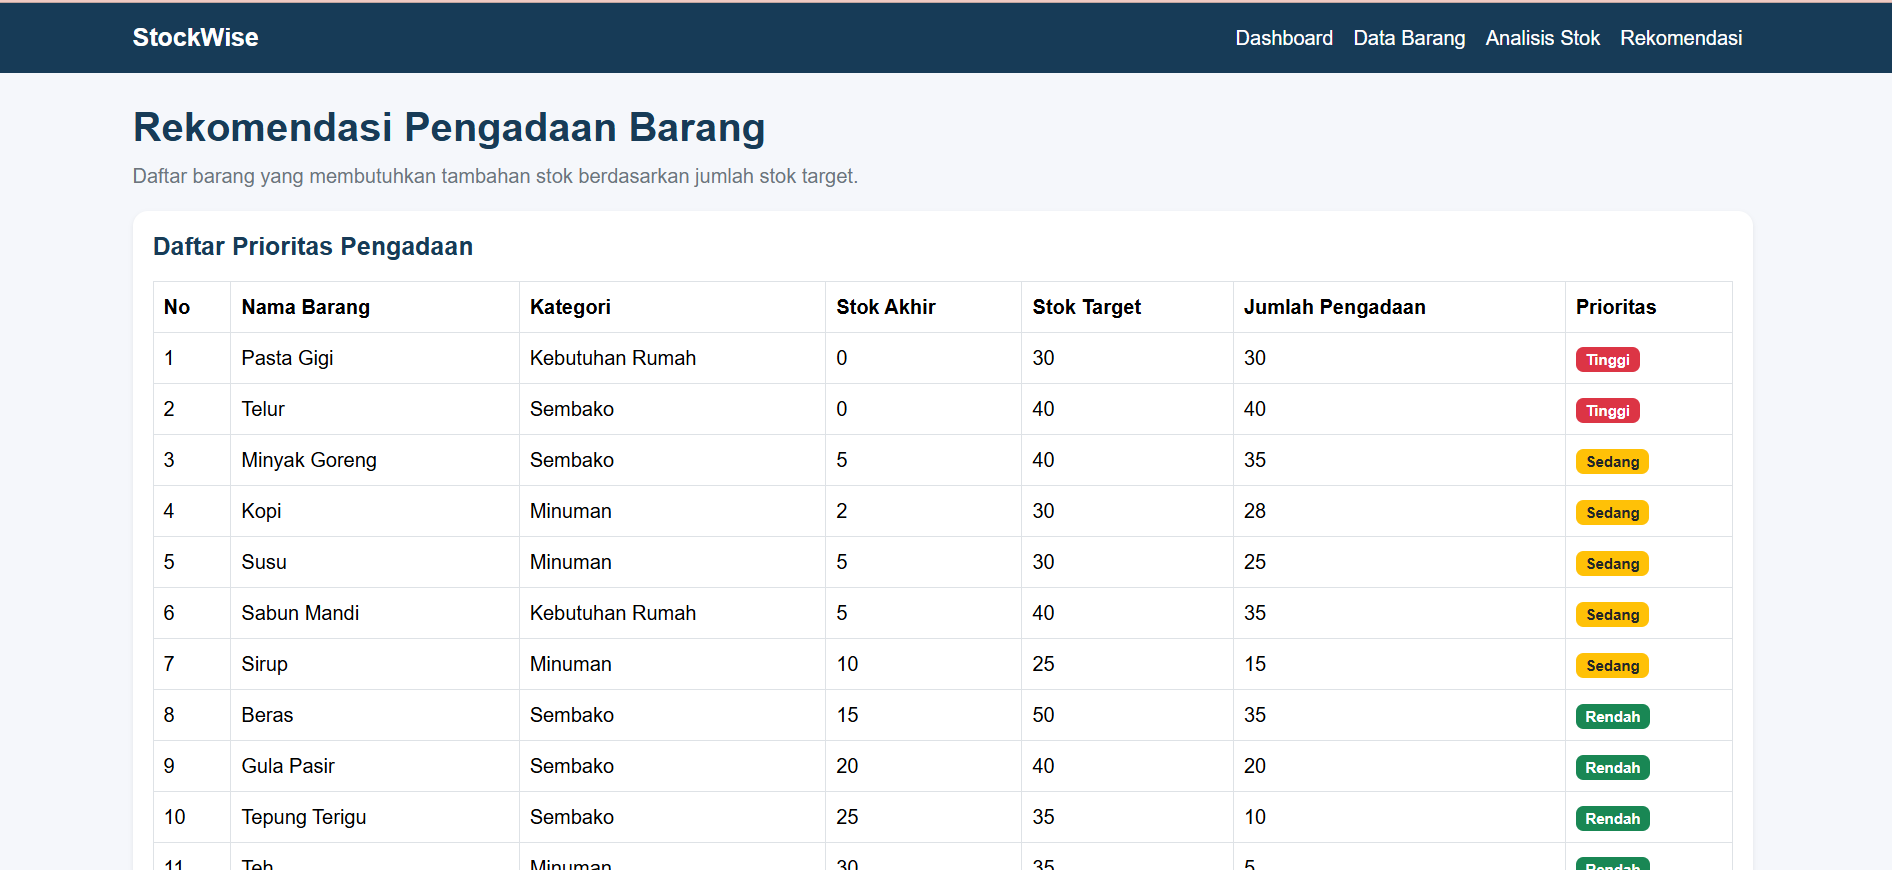 StockWise Dashboard Data Barang Analisis Stok Rekomendasi
Rekomendasi Pengadaan Barang
Daftar barang yang membutuhkan tambahan stok berdasarkan jumlah stok target.
Daftar Prioritas Pengadaan
No Nama Barang Kategori Stok Akhir Stok Target Jumlah Pengadaan Prioritas
1 Pasta Gigi Kebutuhan Rumah 0 30 30 Tinggi
2 Telur Sembako 0 40 40 Tinggi
3 Minyak Goreng Sembako 5 40 35 Sedang
4 Kopi Minuman 2 30 28 Sedang
5 Susu Minuman 5 30 25 Sedang
6 Sabun Mandi Kebutuhan Rumah 5 40 35 Sedang
7 Sirup Minuman 10 25 15 Sedang
8 Beras Sembako 15 50 35 Rendah
9 Gula Pasir Sembako 20 40 20 Rendah
10 Tepung Terigu Sembako 25 35 10 Rendah
11 Teh Minuman 30 35 5 Rendah